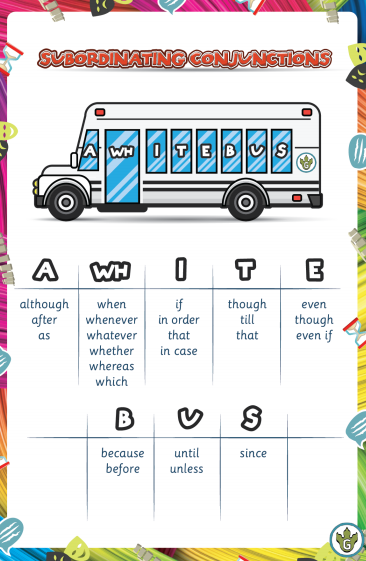 SUBORDINATING CONJUNCTIONS
A WH I T E B U S
A WH I T E
although when if though even
after whenever in order till though
as whatever that that even if
whether in case
whereas
which
B U S
because until since
before unless
G